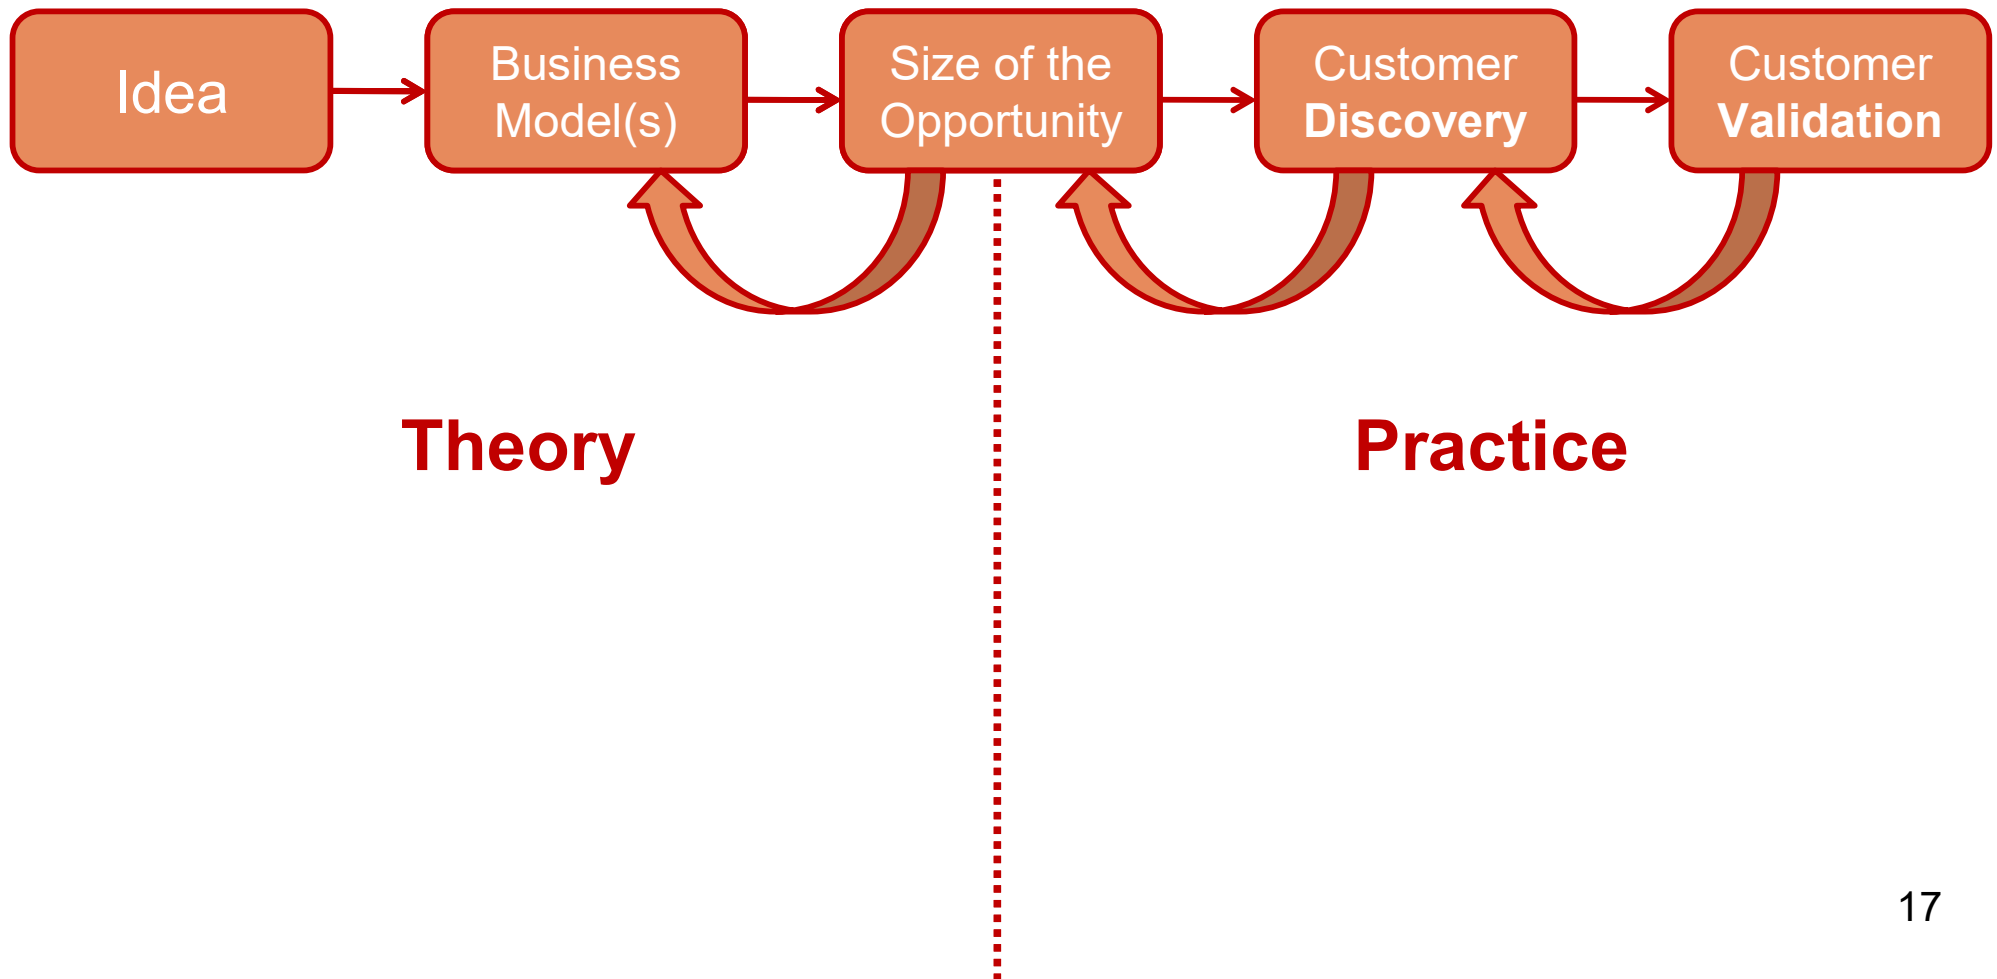 Idea
Business
Model(s)
Size of the
Opportunity
Customer
Discovery
Customer
Validation
Theory
Practice
17